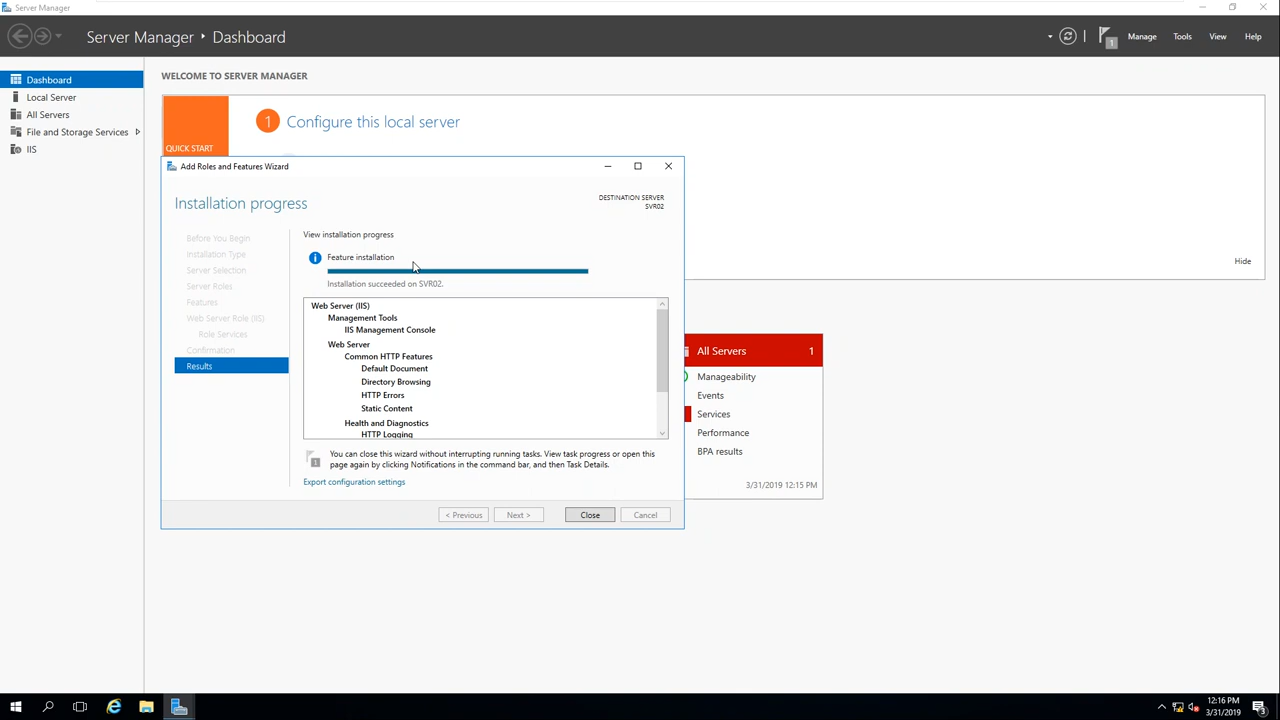 Server Manager
Server Manager ‣ Dashboard
1
Manage
Tools
View
Help
Dashboard
Local Server
All Servers
File and Storage Services
IIS
WELCOME TO SERVER MANAGER
1
Configure this local server
QUICK START
Hide
Add Roles and Features Wizard
Installation progress
DESTINATION SERVER
SVR02
Before You Begin
Installation Type
Server Selection
Server Roles
Features
Web Server Role (IIS)
Role Services
Confirmation
Results
View installation progress
Feature installation
Installation succeeded on SVR02.
Web Server (IIS)
Management Tools
IIS Management Console
Web Server
Common HTTP Features
Default Document
Directory Browsing
HTTP Errors
Static Content
Health and Diagnostics
HTTP Logging
1
You can close this wizard without interrupting running tasks. View task progress or open this
page again by clicking Notifications in the command bar, and then Task Details.
Export configuration settings
< Previous
Next >
Close
Cancel
All Servers
1
Manageability
Events
Services
Performance
BPA results
3/31/2019 12:15 PM
12:16 PM
3/31/2019
3